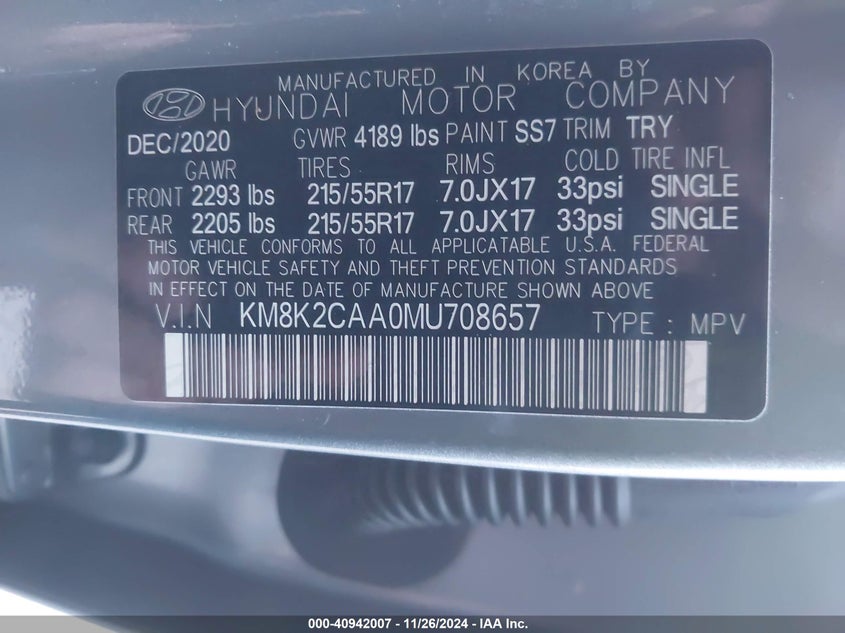 MANUFACTURED IN KOREA BY
HYUNDAI MOTOR COMPANY
DEC/2020 GVWR 4189 lbs PAINT SS7 TRIM TRY
GAWR TIRES RIMS COLD TIRE INFL
FRONT 2293 lbs 215/55R17 7.0JX17 33psi SINGLE
REAR 2205 lbs 215/55R17 7.0JX17 33psi SINGLE
THIS VEHICLE CONFORMS TO ALL APPLICATABLE U.S.A. FEDERAL
MOTOR VEHICLE SAFETY AND THEFT PREVENTION STANDARDS
IN EFFECT ON THE DATE OF MANUFACTURE SHOWN ABOVE.
V.I.N KM8K2CAA0MU708657 TYPE : MPV
000-40942007 - 11/26/2024 - IAA Inc.